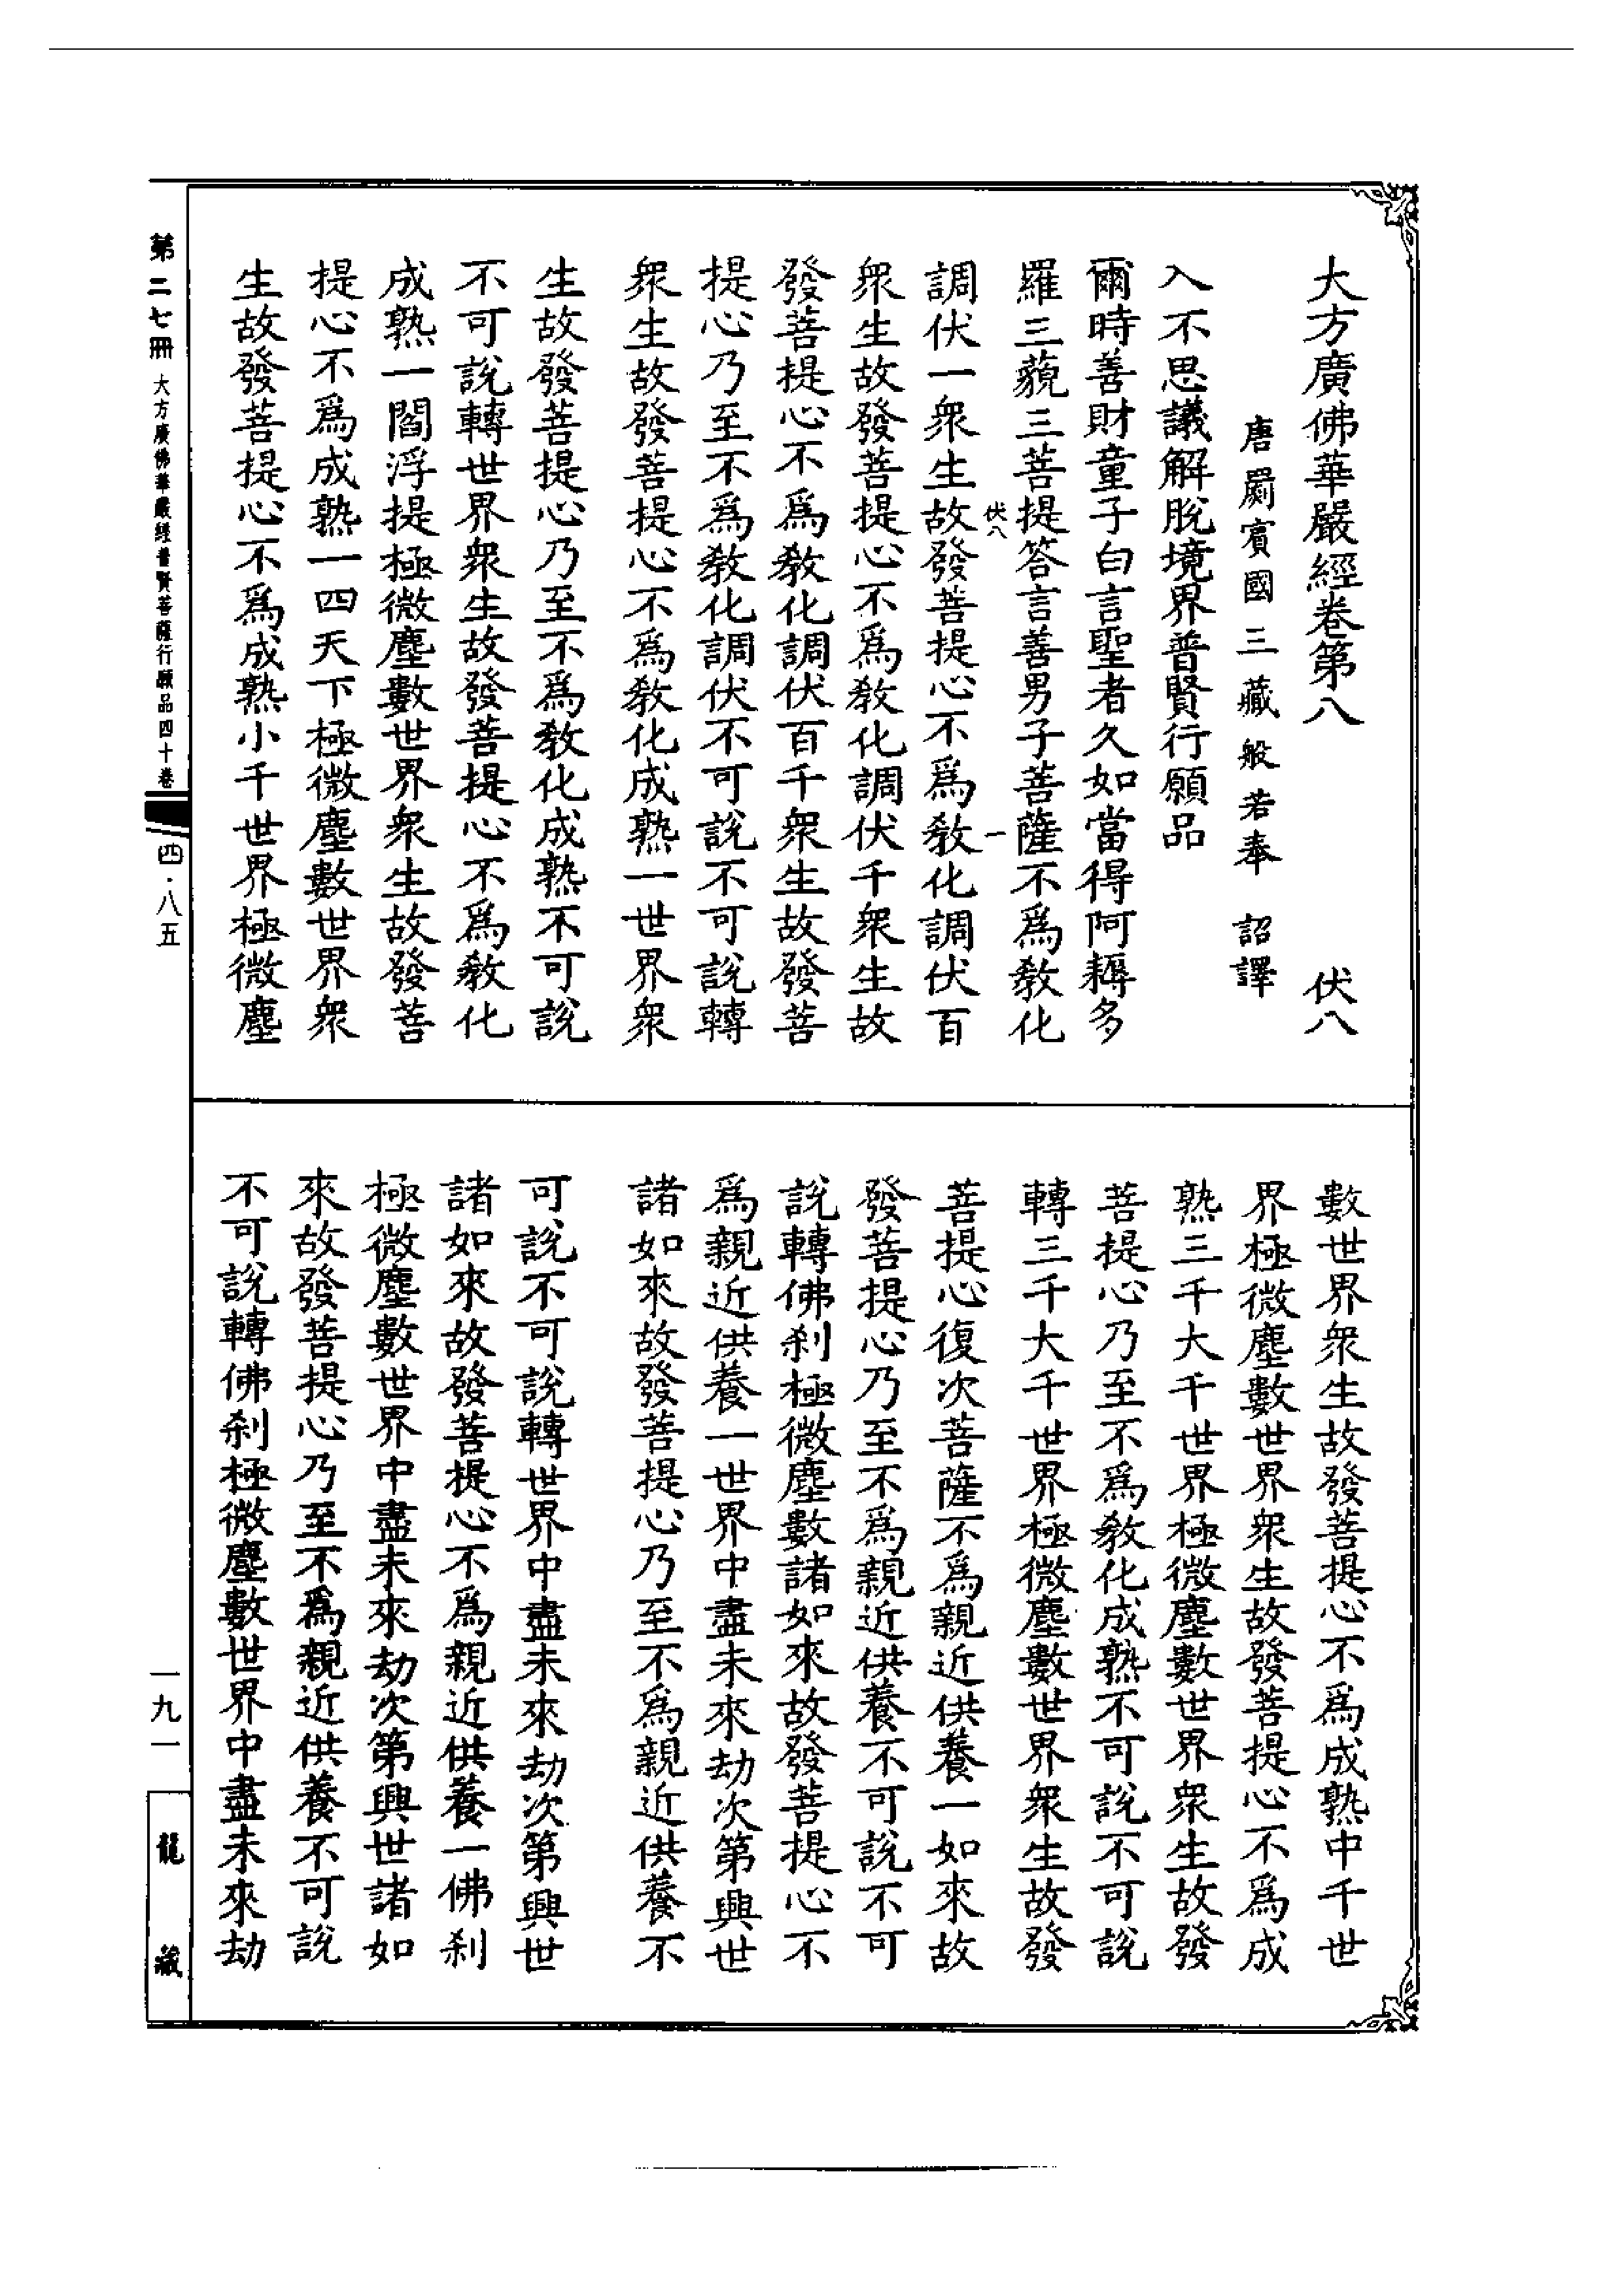 大方廣佛華嚴經卷第八　伏八
唐罽賓國三藏般若奉　詔譯
入不思議解脫境界普賢行願品
爾時善財童子白言聖者久如當得阿耨多
羅三藐三菩提答言善男子菩薩不爲敎化
伏八　一
調伏一衆生故發菩提心不爲敎化調伏百
衆生故發菩提心不爲敎化調伏千衆生故
發菩提心不爲敎化調伏百千衆生故發菩
提心乃至不爲敎化調伏不可說不可說轉
衆生故發菩提心不爲敎化成熟一世界衆
生故發菩提心乃至不爲敎化成熟不可說
不可說轉世界衆生故發菩提心不爲敎化
成熟一閻浮提極微塵數世界衆生故發菩
提心不爲成熟一四天下極微塵數世界衆
生故發菩提心不爲成熟小千世界極微塵
數世界衆生故發菩提心不爲成熟中千世
界極微塵數世界衆生故發菩提心不爲成
熟三千大千世界極微塵數世界衆生故發
菩提心乃至不爲敎化成熟不可說不可說
轉三千大千世界極微塵數世界衆生故發
菩提心復次菩薩不爲親近供養一如來故
發菩提心乃至不爲親近供養不可說不可
說轉佛刹極微塵數諸如來故發菩提心不
爲親近供養一世界中盡未來劫次第興世
諸如來故發菩提心乃至不爲親近供養不
可說不可說轉世界中盡未來劫次第興世
諸如來故發菩提心不爲親近供養一佛刹
極微塵數世界中盡未來劫次第興世諸如
來故發菩提心乃至不爲親近供養不可說
不可說轉佛刹極微塵數世界中盡未來劫
第二七冊　大方廣佛華嚴經普賢菩薩行願品四十卷　四·八五
一九一
龍藏